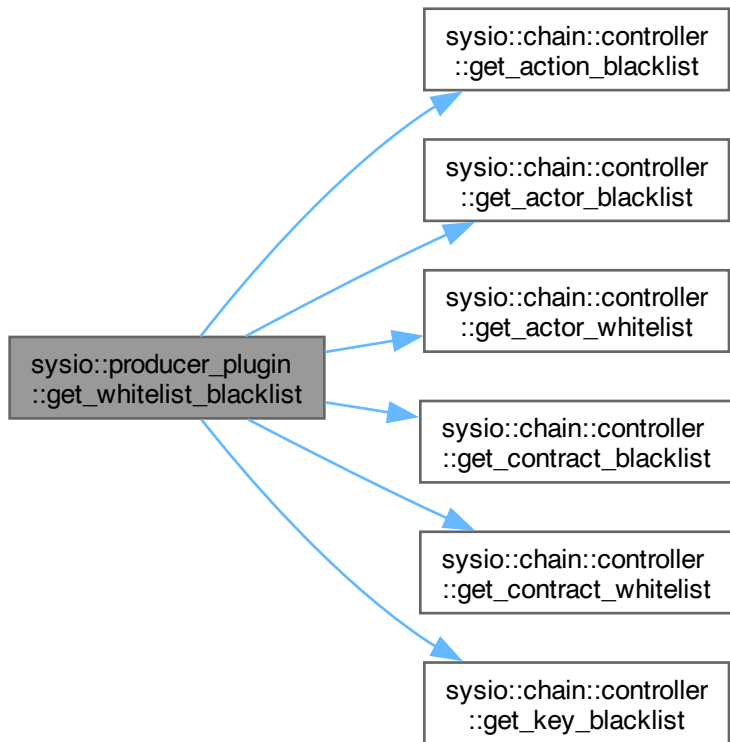 sysio::chain::controller
::get_action_blacklist
sysio::chain::controller
::get_actor_blacklist
sysio::chain::controller
::get_actor_whitelist
sysio::producer_plugin
::get_whitelist_blacklist
sysio::chain::controller
::get_contract_blacklist
sysio::chain::controller
::get_contract_whitelist
sysio::chain::controller
::get_key_blacklist